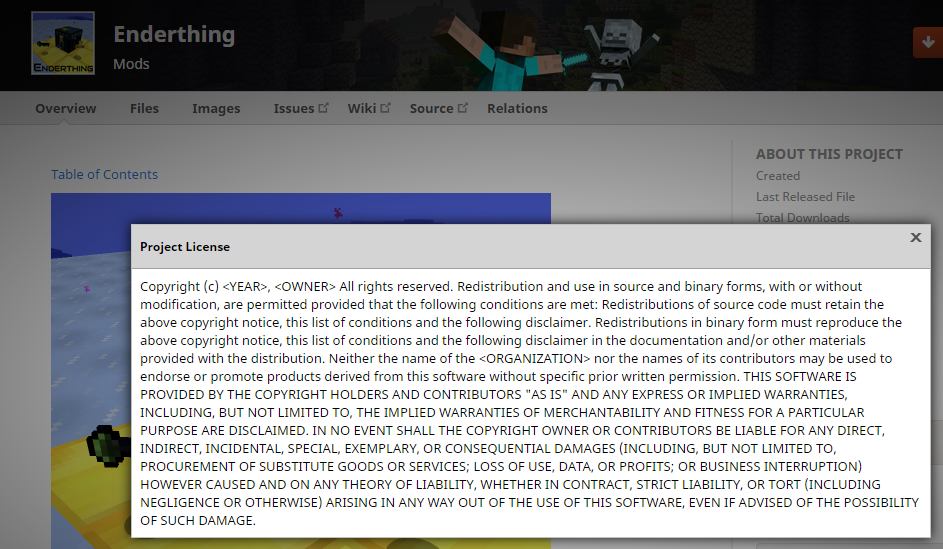 ENDERTHING
Enderthing
Mods
Overview Files Images Issues Wiki Source Relations
Table of Contents
ABOUT THIS PROJECT
Created
Last Released File
Total Downloads
Project License
Copyright (c) <YEAR>, <OWNER> All rights reserved. Redistribution and use in source and binary forms, with or without
modification, are permitted provided that the following conditions are met: Redistributions of source code must retain the
above copyright notice, this list of conditions and the following disclaimer. Redistributions in binary form must reproduce the
above copyright notice, this list of conditions and the following disclaimer in the documentation and/or other materials
provided with the distribution. Neither the name of the <ORGANIZATION> nor the names of its contributors may be used to
endorse or promote products derived from this software without specific prior written permission. THIS SOFTWARE IS
PROVIDED BY THE COPYRIGHT HOLDERS AND CONTRIBUTORS "AS IS" AND ANY EXPRESS OR IMPLIED WARRANTIES,
INCLUDING, BUT NOT LIMITED TO, THE IMPLIED WARRANTIES OF MERCHANTABILITY AND FITNESS FOR A PARTICULAR
PURPOSE ARE DISCLAIMED. IN NO EVENT SHALL THE COPYRIGHT OWNER OR CONTRIBUTORS BE LIABLE FOR ANY DIRECT,
INDIRECT, INCIDENTAL, SPECIAL, EXEMPLARY, OR CONSEQUENTIAL DAMAGES (INCLUDING, BUT NOT LIMITED TO,
PROCUREMENT OF SUBSTITUTE GOODS OR SERVICES; LOSS OF USE, DATA, OR PROFITS; OR BUSINESS INTERRUPTION)
HOWEVER CAUSED AND ON ANY THEORY OF LIABILITY, WHETHER IN CONTRACT, STRICT LIABILITY, OR TORT (INCLUDING
NEGLIGENCE OR OTHERWISE) ARISING IN ANY WAY OUT OF THE USE OF THIS SOFTWARE, EVEN IF ADVISED OF THE POSSIBILITY
OF SUCH DAMAGE.